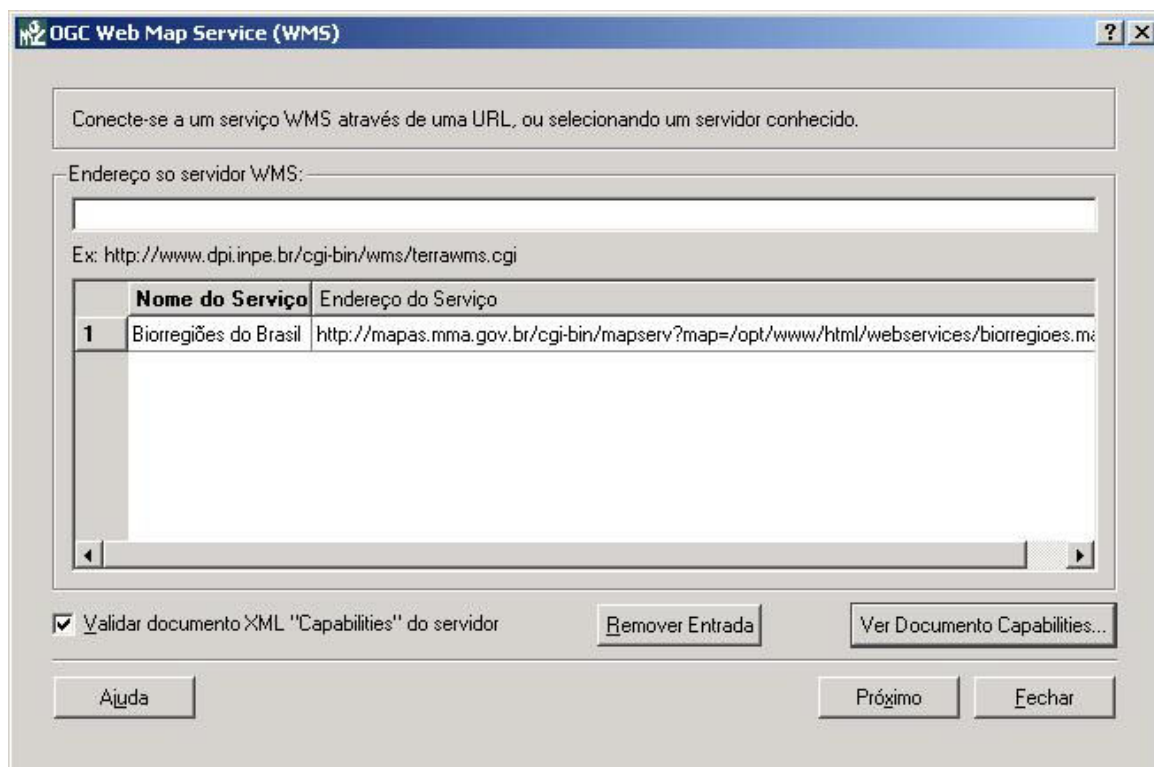 OGC Web Map Service (WMS)
Conecte-se a um serviço WMS através de uma URL, ou selecionando um servidor conhecido.
Endereço so servidor WMS:
Ex: http://www.dpi.inpe.br/cgi-bin/wms/terrawms.cgi
Nome do Serviço Endereço do Serviço
1 Biorregiões do Brasil http://mapas.mma.gov.br/cgi-bin/mapserv?map=/opt/www/html/webservices/biorregioes.ma
Validar documento XML "Capabilities" do servidor Remover Entrada Ver Documento Capabilities...
Ajuda Próximo Fechar